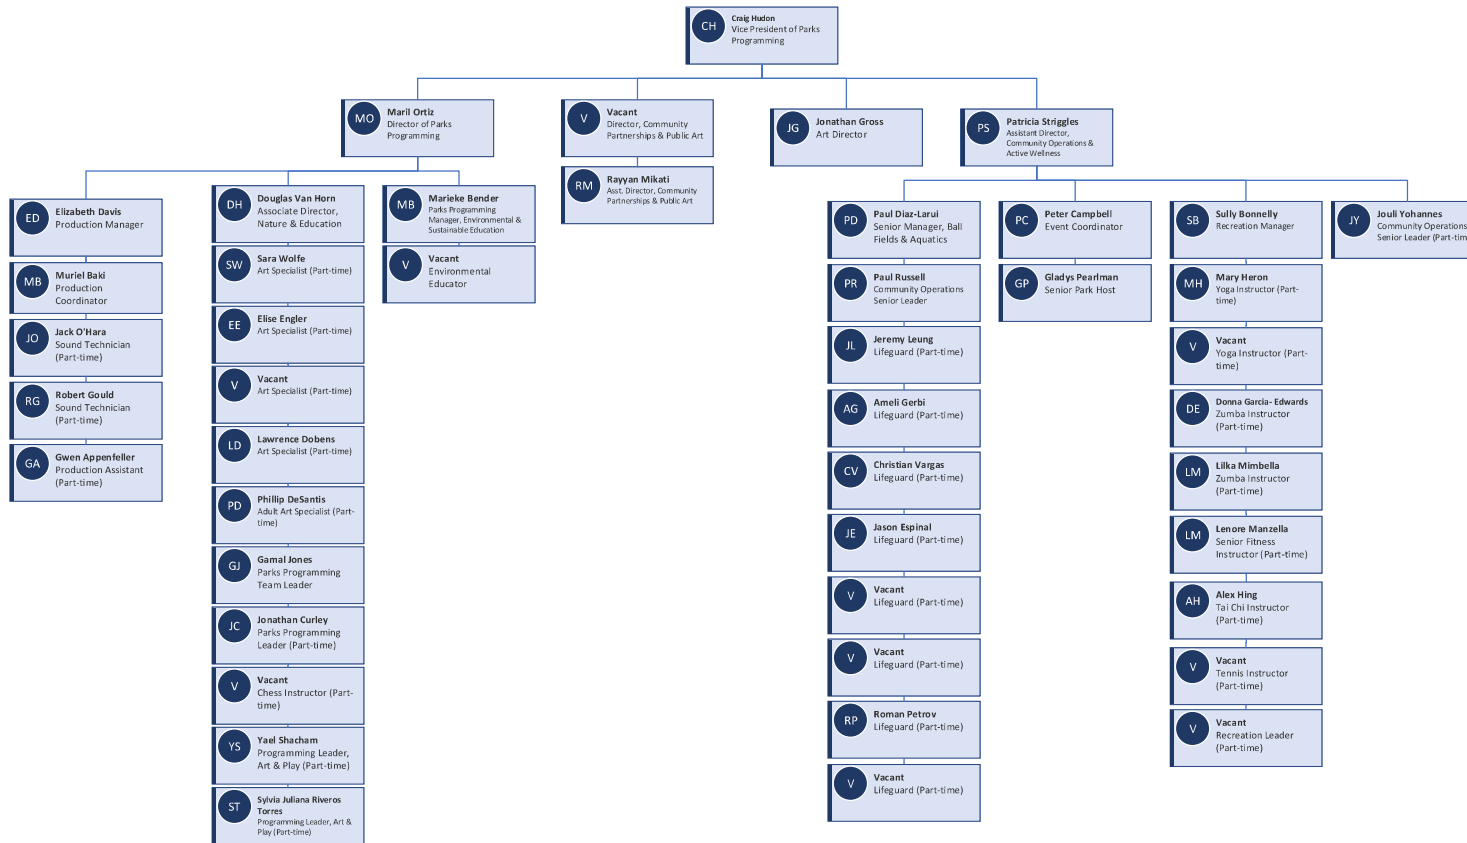 CH
Craig Hudon
Vice President of Parks
Programming
MO
Maril Ortiz
Director of Parks
Programming
V
Vacant
Director, Community
Partnerships & Public Art
JG
Jonathan Gross
Art Director
PS
Patricia Striggles
Assistant Director,
Community Operations &
Active Wellness
RM
Rayyan Mikati
Asst. Director, Community
Partnerships & Public Art
ED
Elizabeth Davis
Production Manager
MB
Muriel Baki
Production
Coordinator
JO
Jack O'Hara
Sound Technician
(Part-time)
RG
Robert Gould
Sound Technician
(Part-time)
GA
Gwen Appenfeller
Production Assistant
(Part-time)
DH
Douglas Van Horn
Associate Director,
Nature & Education
SW
Sara Wolfe
Art Specialist (Part-time)
EE
Elise Engler
Art Specialist (Part-time)
V
Vacant
Art Specialist (Part-time)
LD
Lawrence Dobens
Art Specialist (Part-time)
PD
Phillip DeSantis
Adult Art Specialist (Part-
time)
GJ
Gamal Jones
Parks Programming
Team Leader
JC
Jonathan Curley
Parks Programming
Leader (Part-time)
V
Vacant
Chess Instructor (Part-
time)
YS
Yael Shacham
Programming Leader,
Art & Play (Part-time)
ST
Sylvia Juliana Riveros
Torres
Programming Leader, Art &
Play (Part-time)
MB
Marieke Bender
Parks Programming
Manager, Environmental &
Sustainable Education
V
Vacant
Environmental
Educator
PD
Paul Diaz-Larui
Senior Manager, Ball
Fields & Aquatics
PR
Paul Russell
Community Operations
Senior Leader
JL
Jeremy Leung
Lifeguard (Part-time)
AG
Ameli Gerbi
Lifeguard (Part-time)
CV
Christian Vargas
Lifeguard (Part-time)
JE
Jason Espinal
Lifeguard (Part-time)
V
Vacant
Lifeguard (Part-time)
V
Vacant
Lifeguard (Part-time)
RP
Roman Petrov
Lifeguard (Part-time)
V
Vacant
Lifeguard (Part-time)
PC
Peter Campbell
Event Coordinator
GP
Gladys Pearlman
Senior Park Host
SB
Sully Bonnelly
Recreation Manager
MH
Mary Heron
Yoga Instructor (Part-
time)
V
Vacant
Yoga Instructor (Part-
time)
DE
Donna Garcia- Edwards
Zumba Instructor
(Part-time)
LM
Lilka Mimbella
Zumba Instructor
(Part-time)
LM
Lenore Manzella
Senior Fitness
Instructor (Part-time)
AH
Alex Hing
Tai Chi Instructor
(Part-time)
V
Vacant
Tennis Instructor
(Part-time)
V
Vacant
Recreation Leader
(Part-time)
JY
Jouli Yohannes
Community Operations
Senior Leader (Part-tim